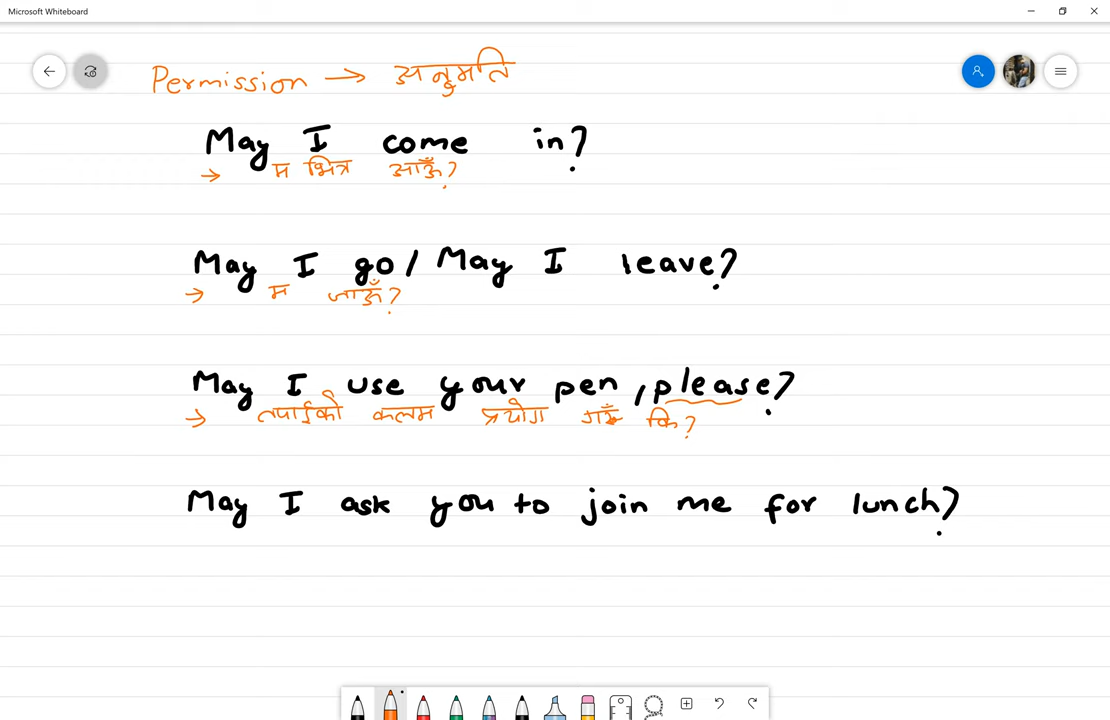 Microsoft Whiteboard
Permission → अनुमति
May I come in?
→ म भित्र आऊँ?
May I go/ May I leave?
→ म जाऊँ?
May I use your pen, please?
→ तपाईको कलम प्रयोग गरूँ कि?
May I ask you to join me for lunch?